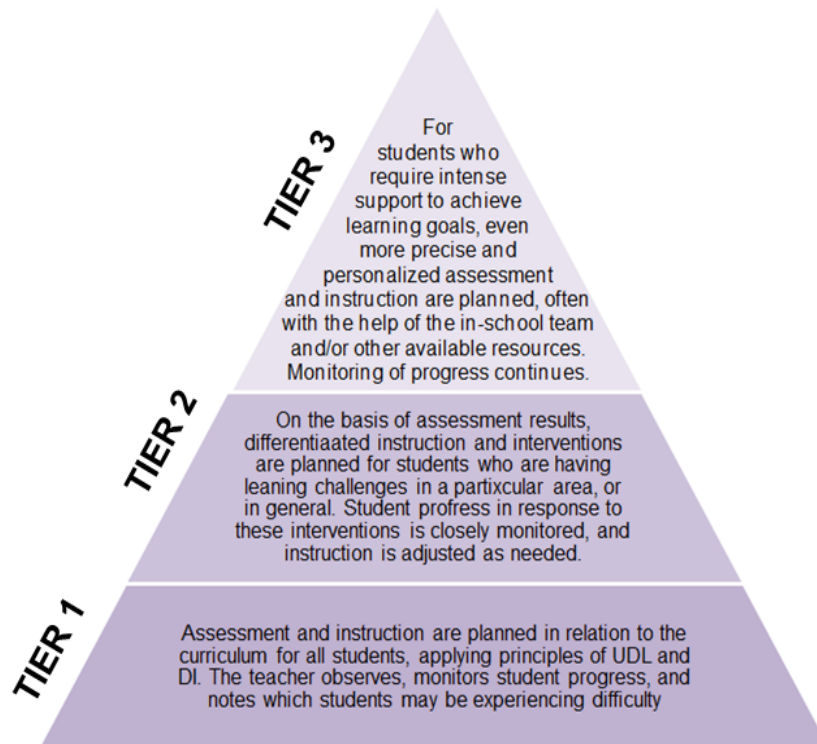 TIER 3
For
students who
require intense
support to achieve
learning goals, even
more precise and
personalized assessment
and instruction are planned, often
with the help of the in-school team
and/or other available resources.
Monitoring of progress continues.
TIER 2
On the basis of assessment results,
differentiaated instruction and interventions
are planned for students who are having
leaning challenges in a partixcular area, or
in general. Student profress in response to
these interventions is closely monitored, and
instruction is adjusted as needed.
TIER 1
Assessment and instruction are planned in relation to the
curriculum for all students, applying principles of UDL and
DI. The teacher observes, monitors student progress, and
notes which students may be experiencing difficulty